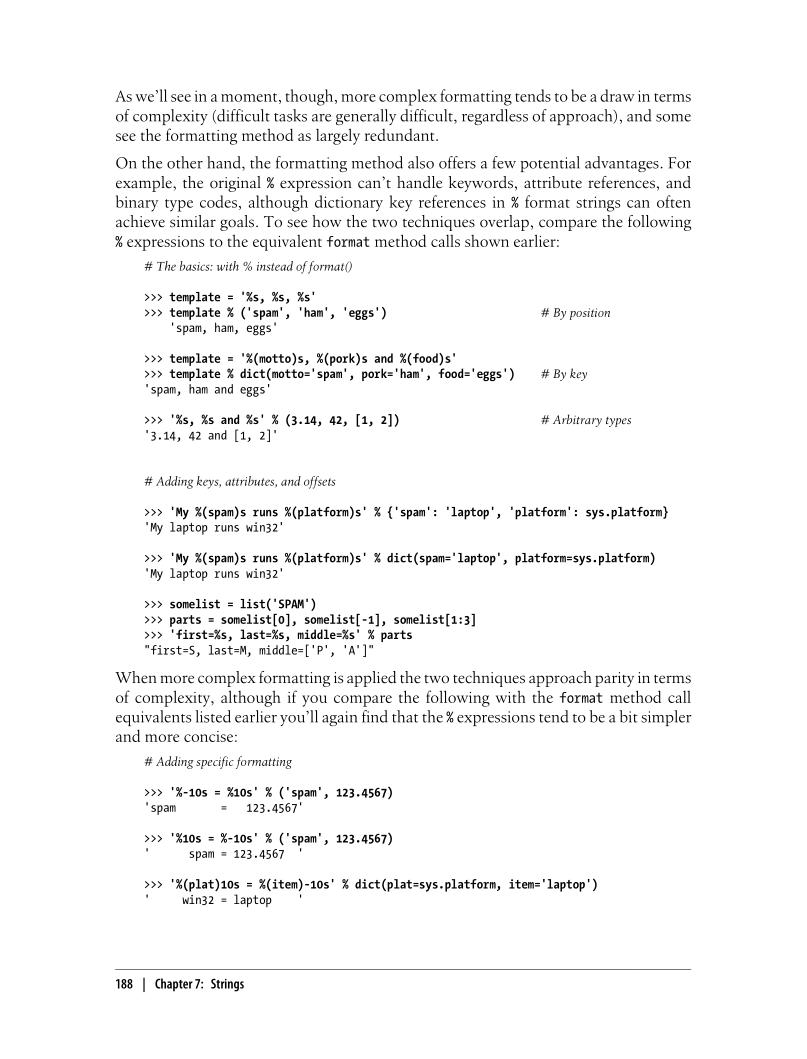 As we’ll see in a moment, though, more complex formatting tends to be a draw in terms
of complexity (difficult tasks are generally difficult, regardless of approach), and some
see the formatting method as largely redundant.
On the other hand, the formatting method also offers a few potential advantages. For
example, the original % expression can’t handle keywords, attribute references, and
binary type codes, although dictionary key references in % format strings can often
achieve similar goals. To see how the two techniques overlap, compare the following
% expressions to the equivalent format method calls shown earlier:
# The basics: with % instead of format()
>>> template = '%s, %s, %s'
>>> template % ('spam', 'ham', 'eggs') # By position
'spam, ham, eggs'
>>> template = '%(motto)s, %(pork)s and %(food)s'
>>> template % dict(motto='spam', pork='ham', food='eggs') # By key
'spam, ham and eggs'
>>> '%s, %s and %s' % (3.14, 42, [1, 2]) # Arbitrary types
'3.14, 42 and [1, 2]'
# Adding keys, attributes, and offsets
>>> 'My %(spam)s runs %(platform)s' % {'spam': 'laptop', 'platform': sys.platform}
'My laptop runs win32'
>>> 'My %(spam)s runs %(platform)s' % dict(spam='laptop', platform=sys.platform)
'My laptop runs win32'
>>> somelist = list('SPAM')
>>> parts = somelist[0], somelist[-1], somelist[1:3]
>>> 'first=%s, last=%s, middle=%s' % parts
"first=S, last=M, middle=['P', 'A']"
When more complex formatting is applied the two techniques approach parity in terms
of complexity, although if you compare the following with the format method call
equivalents listed earlier you’ll again find that the % expressions tend to be a bit simpler
and more concise:
# Adding specific formatting
>>> '%-10s = %10s' % ('spam', 123.4567)
'spam       =   123.4567'
>>> '%10s = %-10s' % ('spam', 123.4567)
'      spam = 123.4567  '
>>> '%(plat)10s = %(item)-10s' % dict(plat=sys.platform, item='laptop')
'     win32 = laptop    '
188 | Chapter 7: Strings